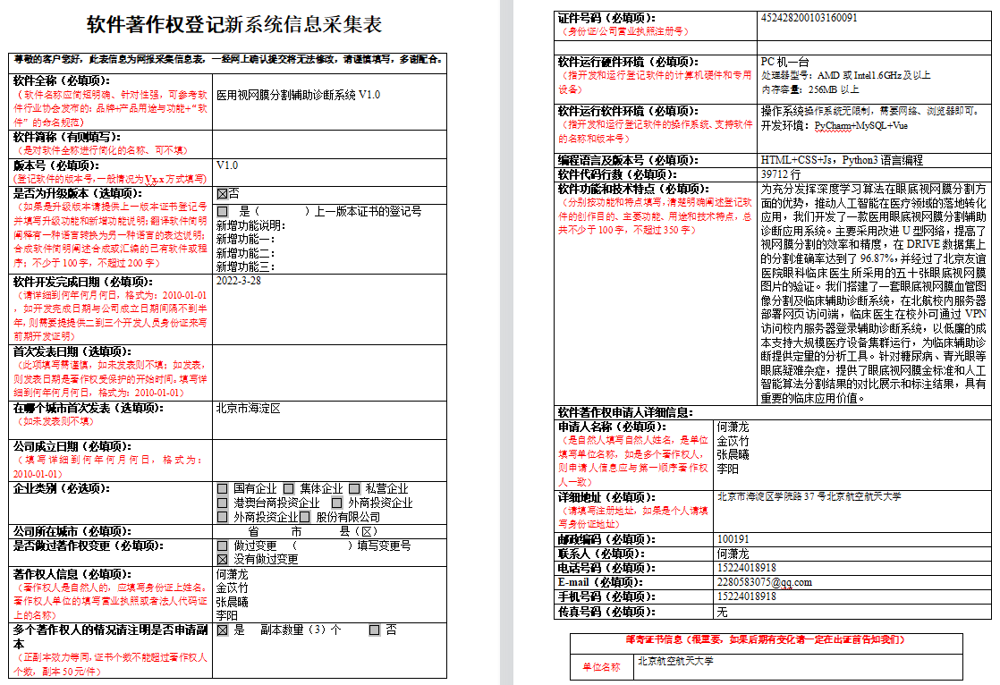 软件著作权登记新系统信息采集表
尊敬的客户您好，此表信息为网报采集信息表，一经网上确认提交将无法修改，请谨慎填写，多谢配合。
软件全称（必填项）：
（软件名称应简短明确、针对性强，可参考软
件行业协会发布的：品牌+产品用途与功能+“软
件”的命名规范）
医用视网膜分割辅助诊断系统 V1.0
软件简称（有则填写）：
（是对软件全称进行简化的名称、可不填）
版本号（必填项）：
(登记软件的版本号,一般情况为 Vx.x 方式填写)
V1.0
是否为升级版本（选填项）：
（如果是升级版本请提供上一版本证书登记号
并填写升级功能和新增功能说明；翻译软件简明
阐释有一种语言转换为另一种语言的表达说明；
合成软件简明阐述合成或汇编的已有软件或程
序；不少于 100 字，不超过 200 字）
否
是（ ）上一版本证书的登记号
新增功能说明：
新增功能一：
新增功能二：
新增功能三：
软件开发完成日期（必填项）：
（请详细到何年何月何日，格式为：2010-01-01
，如开发完成日期与公司成立日期间隔不到半
年，则需要提提供二到三个开发人员身份证来写
前期开发证明）
2022-3-28
首次发表日期（选填项）：
（此项填写需谨慎，如未发表则不填；如发表，
则发表日期是著作权受保护的开始时间。填写详
细到何年何月何日，格式为：2010-01-01）
在哪个城市首次发表（选填项）：
（如未发表则不填）
北京市海淀区
公司成立日期（必填项）：
（填写详细到何年何月何日，格式为：
2010-01-01）
企业类别（必选项）：
国有企业 集体企业 私营企业
港澳台商投资企业 外商投资企业
外商投资企业 股份有限公司
公司所在城市（必填项）：
省 市 县（区）
是否做过著作权变更（必填项）：
做过变更 （ ）填写变更号
没有做过变更
著作权人信息（必填项）：
（著作权人是自然人的，应填写身份证上姓名。
著作权人单位的填写营业执照或者法人代码证
上的名称）
何潇龙
金苡竹
张晨曦
李阳
多个著作权人的情况请注明是否申请副
本
（正副本效力等同，证书个数不能超过著作权人
个数，副本 50 元/件）
是 副本数量（3）个 否
证件号码（必填项）：
（身份证/公司营业执照注册号）
452428200103160091
软件运行硬件环境（必填项）：
（指开发和运行登记软件的计算机硬件和专用
设备）
PC 机一台
处理器型号：AMD 或 Intel1.6GHz 及以上
内存容量：256MB 以上
软件运行软件环境（必填项）：
（指开发和运行登记软件的操作系统、支持软件
的名称和版本号）
操作系统操作系统无限制，需要网络、浏览器即可。
开发环境：PyCharm+MySQL+Vue
编程语言及版本号（必填项）：
HTML+CSS+Js，Python3 语言编程
软件代码行数（必填项）：
39712 行
软件功能和技术特点（必填项）：
（分别按功能和特点填写，清楚明确阐述登记软
件的创作目的、主要功能、用途和技术特点，总
共不少于 100 字，不超过 350 字）
为充分发挥深度学习算法在眼底视网膜分割方
面的优势，推动人工智能在医疗领域的落地转化
应用，我们开发了一款医用眼底视网膜分割辅助
诊断应用系统。主要采用改进 U 型网络，提高了
视网膜分割的效率和精度，在 DRIVE 数据集上
的分割准确率达到了 96.87%，并经过了北京友谊
医院眼科临床医生所采用的五十张眼底视网膜
图片的验证。我们搭建了一套眼底视网膜血管图
像分割及临床辅助诊断系统，在北航校内服务器
部署网页访问端，临床医生在校外可通过 VPN
访问校内服务器登录辅助诊断系统，以低廉的成
本支持大规模医疗设备集群运行，为临床辅助诊
断提供定量的分析工具。针对糖尿病、青光眼等
眼底疑难杂症，提供了眼底视网膜金标准和人工
智能算法分割结果的对比展示和标注结果，具有
重要的临床应用价值。
软件著作权申请人详细信息：
申请人名称（必填项）：
（是自然人填写自然人姓名，是单位
填写单位名称，如是多个著作权人，
则申请人信息应与第一顺序著作权
人一致）
何潇龙
金苡竹
张晨曦
李阳
详细地址（必填项）：
（请填写注册地址，如果是个人请填
写身份证地址）
北京市海淀区学院路 37 号北京航空航天大学
邮政编码（必填项）：
100191
联系人（必填项）：
何潇龙
电话号码（必填项）：
15224018918
E-mail（必填项）：
2280583075@qq.com
手机号码（必填项）：
15224018918
传真号码（必填项）：
无
邮寄证书信息（很重要，如果后期有变化请一定在出证前告知我们）
单位名称
北京航空航天大学